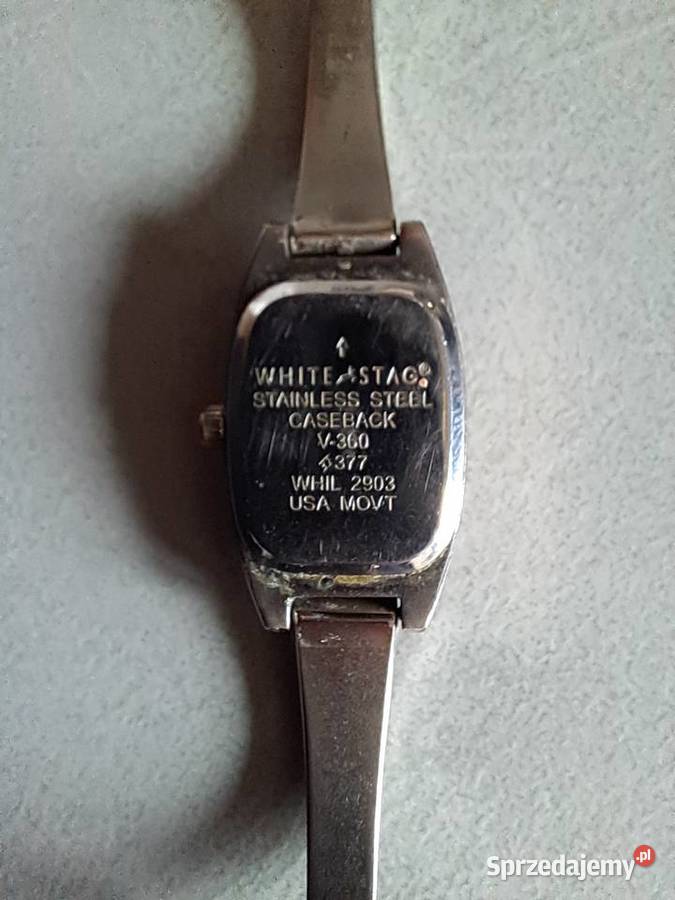 WHITE STAG®
STAINLESS STEEL
CASEBACK
V-360
377
WHIL 2903
USA MOVT
Sprzedajemy.pl